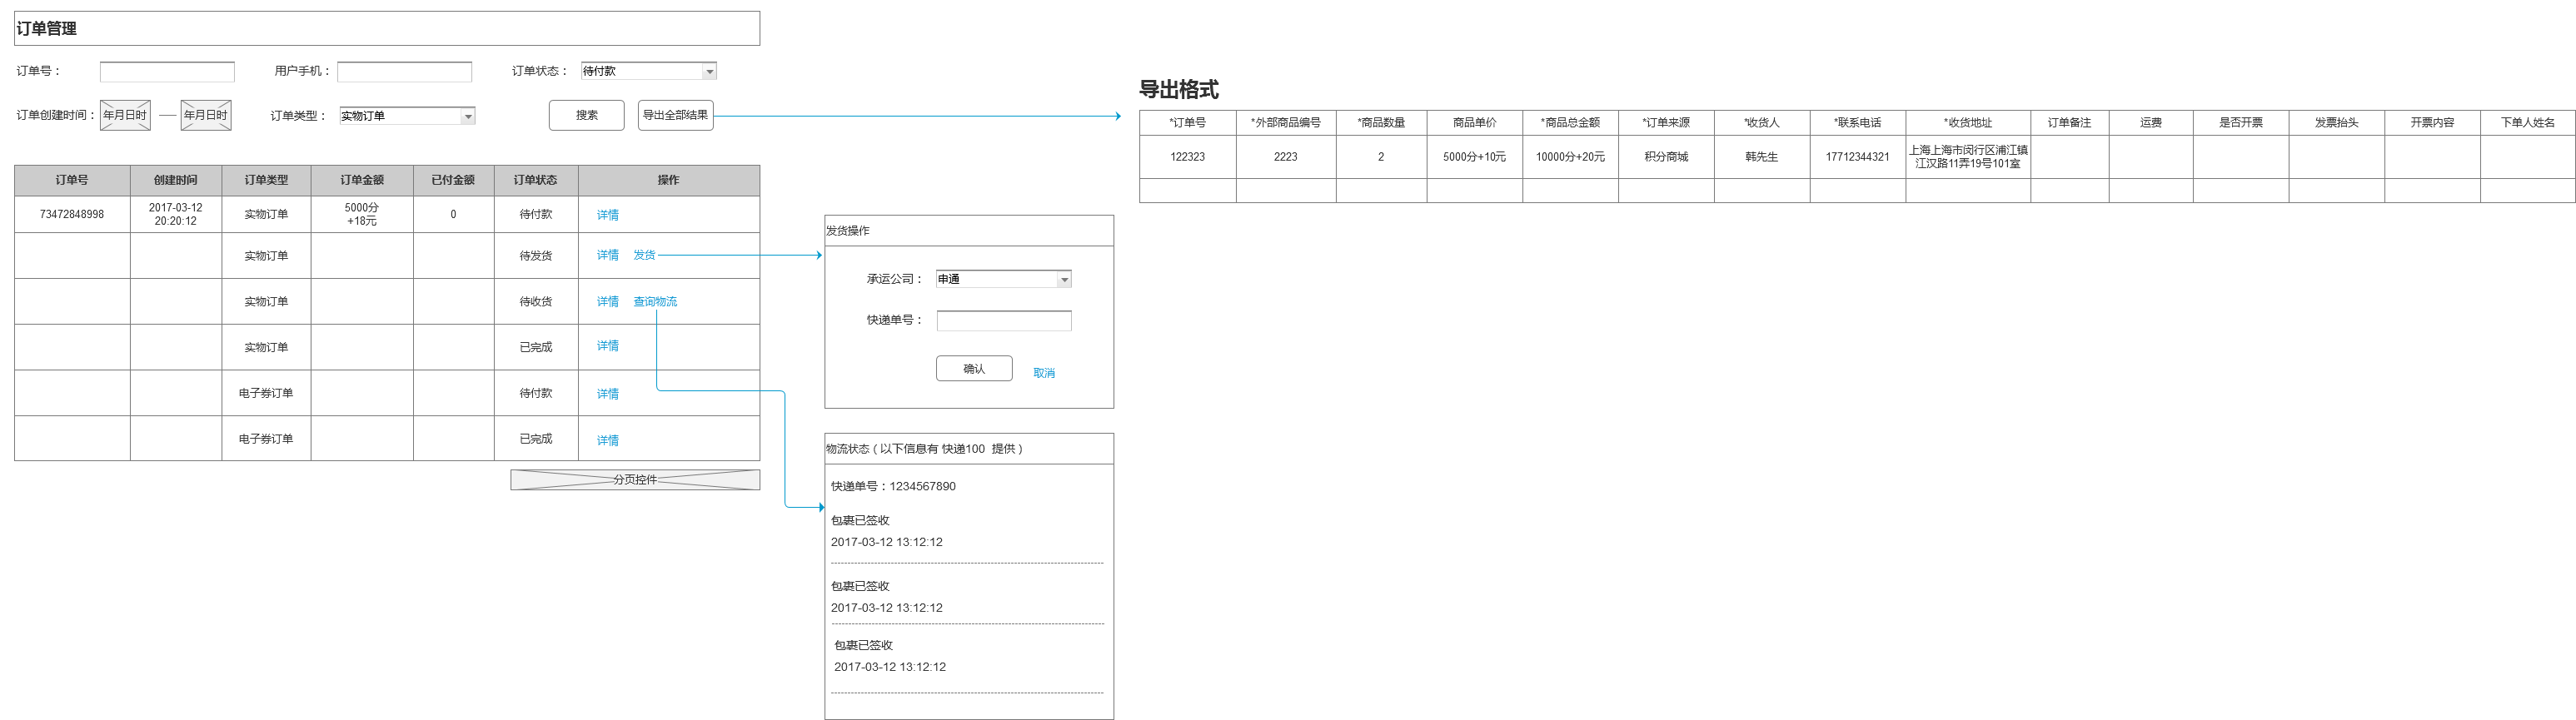 订单管理
订单号：
用户手机：
订单状态：
待付款
订单创建时间：
年月日时
年月日时
订单类型：
实物订单
搜索
导出全部结果
订单号 创建时间 订单类型 订单金额 已付金额 订单状态 操作
73472848998
2017-03-12
20:20:12
实物订单
5000分
+18元
0
待付款
详情
实物订单 待发货 详情 发货
实物订单 待收货 详情 查询物流
实物订单 已完成 详情
电子券订单 待付款 详情
电子券订单 已完成 详情
分页控件
发货操作
承运公司：
申通
快递单号：
确认
取消
物流状态 ( 以下信息有 快递100 提供 )
快递单号：1234567890
包裹已签收
2017-03-12 13:12:12
包裹已签收
2017-03-12 13:12:12
包裹已签收
2017-03-12 13:12:12
导出格式
*订单号 *外部商品编号 *商品数量 商品单价 *商品总金额 *订单来源 *收货人 *联系电话 *收货地址 订单备注 运费 是否开票 发票抬头 开票内容 下单人姓名
122323 2223 2 5000分+10元 10000分+20元 积分商城 韩先生 17712344321
上海上海市闵行区浦江镇
江汉路11弄19号101室